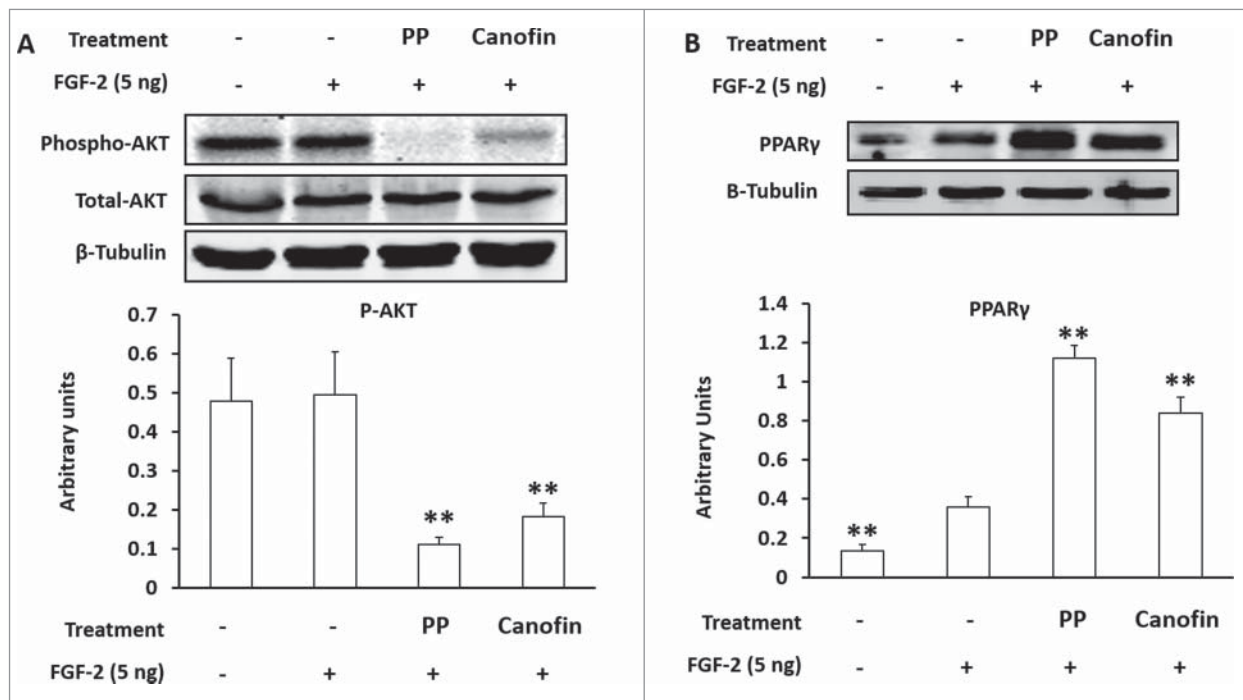 A
Treatment - - PP Canofin
FGF-2 (5 ng) - + + +
Phospho-AKT
Total-AKT
β-Tubulin
P-AKT
0.7
0.6
0.5
0.4
0.3
0.2
0.1
0
Arbitrary units
**
**
Treatment - - PP Canofin
FGF-2 (5 ng) - + + +
B
Treatment - - PP Canofin
FGF-2 (5 ng) - + + +
PPARγ
B-Tubulin
PPARγ
1.4
1.2
1
0.8
0.6
0.4
0.2
0
Arbitrary Units
**
**
**
Treatment - - PP Canofin
FGF-2 (5 ng) - + + +